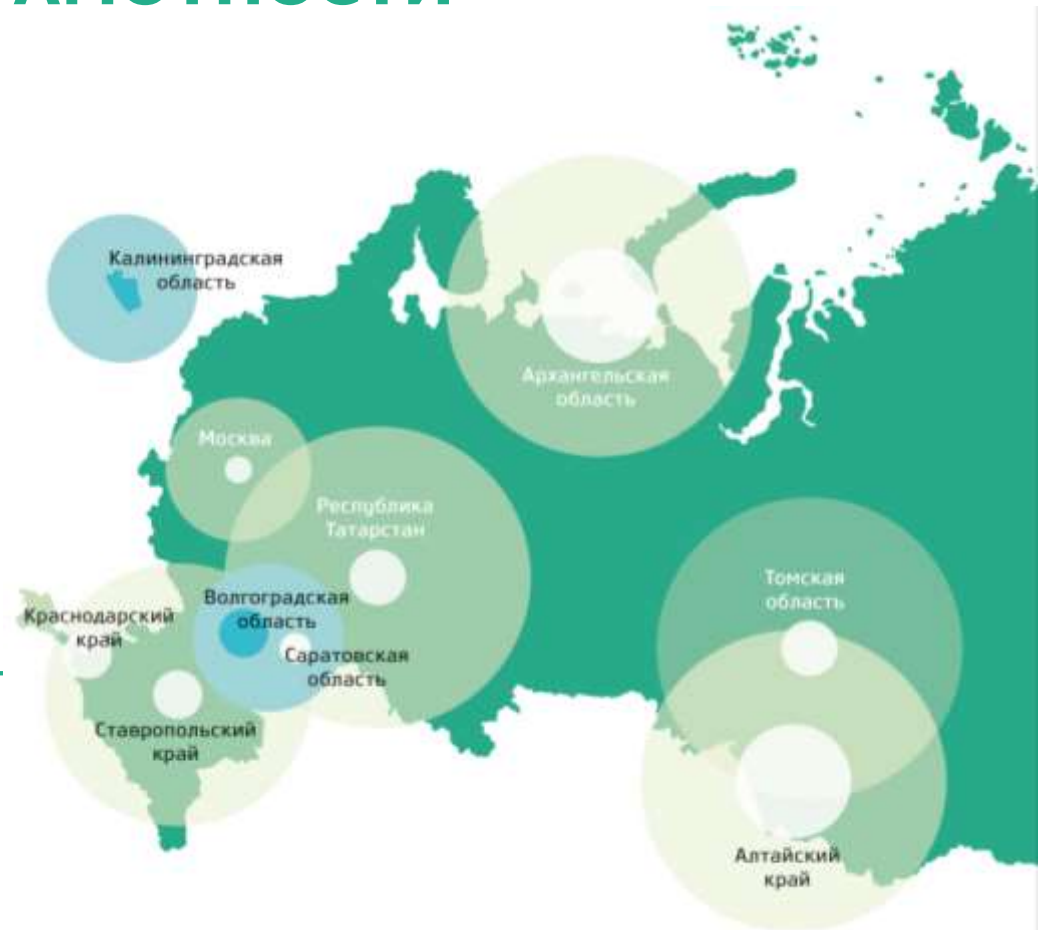 Калининградская
область
Архангельская
область
Москва
Республика
Татарстан
Томская
область
Волгоградская
область
Краснодарский
край
Саратовская
область
Ставропольский
край
Алтайский
край